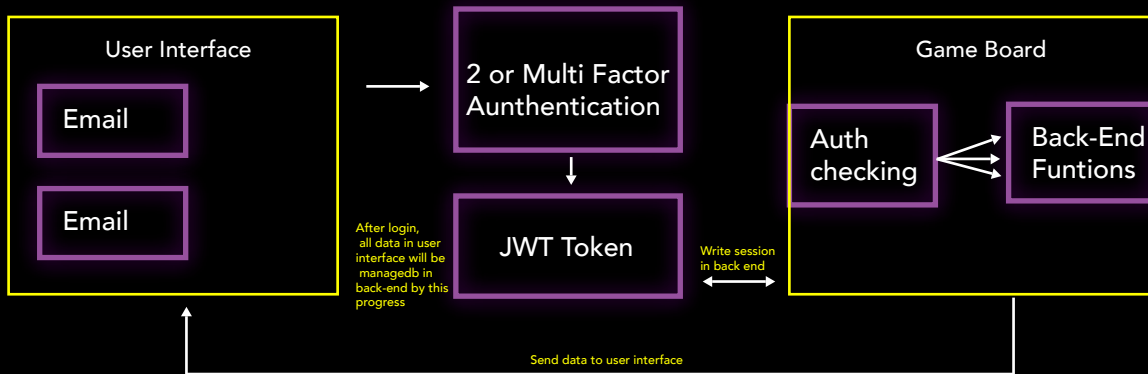 User Interface
Email
Email
2 or Multi Factor
Aunthentication
JWT Token
After login,
all data in user
interface will be
managedb in
back-end by this
progress
Write session
in back end
Game Board
Auth
checking
Back-End
Funtions
Send data to user interface